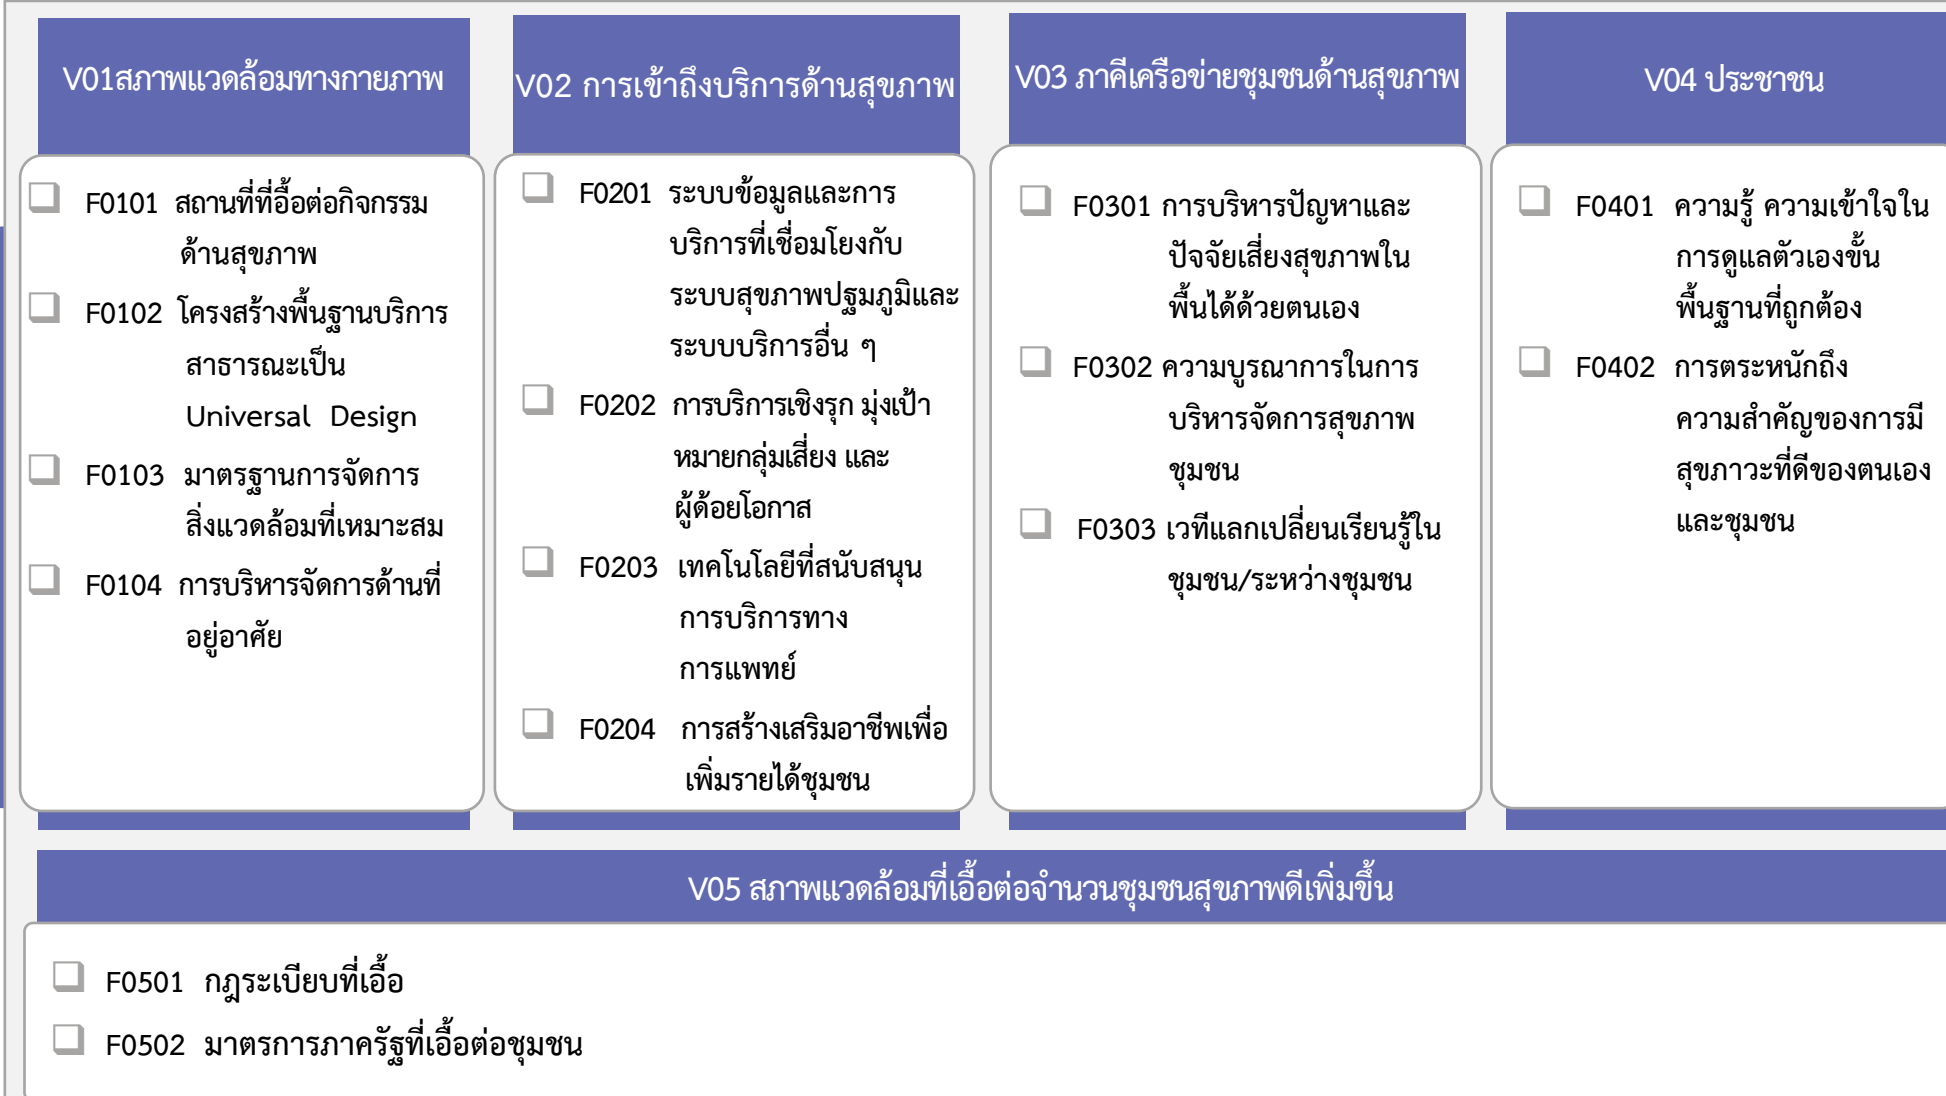 V01สภาพแวดล้อมทางกายภาพ
F0101 สถานที่ที่อื้อต่อกิจกรรม
ด้านสุขภาพ
F0102 โครงสร้างพื้นฐานบริการ
สาธารณะเป็น
Universal Design
F0103 มาตรฐานการจัดการ
สิ่งแวดล้อมที่เหมาะสม
F0104 การบริหารจัดการด้านที่
อยู่อาศัย
V02 การเข้าถึงบริการด้านสุขภาพ
F0201 ระบบข้อมูลและการ
บริการที่เชื่อมโยงกับ
ระบบสุขภาพปฐมภูมิและ
ระบบบริการอื่น ๆ
F0202 การบริการเชิงรุก มุ่งเป้า
หมายกลุ่มเสี่ยง และ
ผู้ด้อยโอกาส
F0203 เทคโนโลยีที่สนับสนุน
การบริการทาง
การแพทย์
F0204 การสร้างเสริมอาชีพเพื่อ
เพิ่มรายได้ชุมชน
V03 ภาคีเครือข่ายชุมชนด้านสุขภาพ
F0301 การบริหารปัญหาและ
ปัจจัยเสี่ยงสุขภาพใน
พื้นได้ด้วยตนเอง
F0302 ความบูรณาการในการ
บริหารจัดการสุขภาพ
ชุมชน
F0303 เวทีแลกเปลี่ยนเรียนรู้ใน
ชุมชน/ระหว่างชุมชน
V04 ประชาชน
F0401 ความรู้ ความเข้าใจใน
การดูแลตัวเองขั้น
พื้นฐานที่ถูกต้อง
F0402 การตระหนักถึง
ความสำคัญของการมี
สุขภาวะที่ดีของตนเอง
และชุมชน
V05 สภาพแวดล้อมที่เอื้อต่อจำนวนชุมชนสุขภาพดีเพิ่มขึ้น
F0501 กฎระเบียบที่เอื้อ
F0502 มาตรการภาครัฐที่เอื้อต่อชุมชน